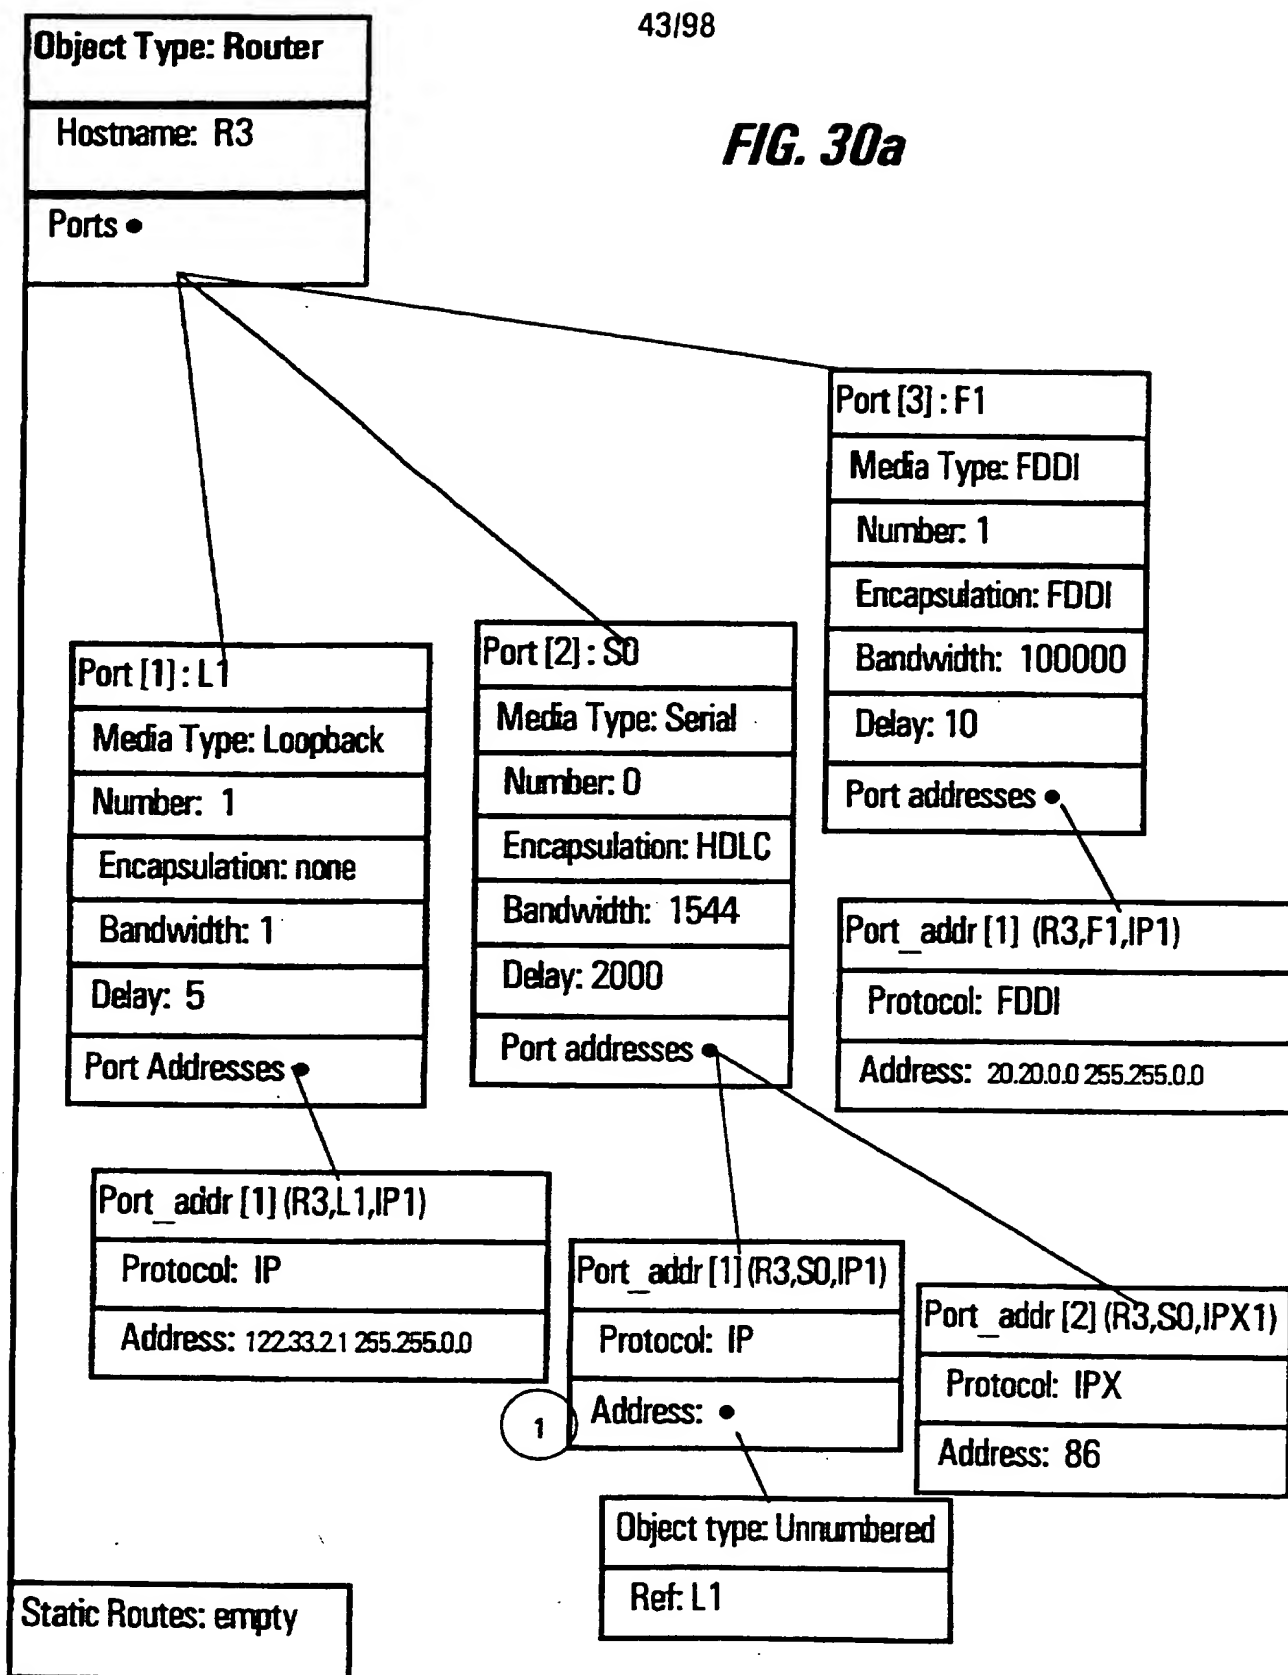 43/98
FIG. 30a
Object Type: Router
Hostname: R3
Ports
Port [3] : F1
Media Type: FDDI
Number: 1
Encapsulation: FDDI
Bandwidth: 100000
Delay: 10
Port addresses
Port [1] : L1
Media Type: Loopback
Number: 1
Encapsulation: none
Bandwidth: 1
Delay: 5
Port Addresses
Port [2] : S0
Media Type: Serial
Number: 0
Encapsulation: HDLC
Bandwidth: 1544
Delay: 2000
Port addresses
Port_addr [1] (R3,F1,IP1)
Protocol: FDDI
Address: 20.20.0.0 255.255.0.0
Port_addr [1] (R3,L1,IP1)
Protocol: IP
Address: 122.33.2.1 255.255.0.0
Port_addr [1] (R3,S0,IP1)
Protocol: IP
Address:
1
Port_addr [2] (R3,S0,IPX1)
Protocol: IPX
Address: 86
Object type: Unnumbered
Ref: L1
Static Routes: empty